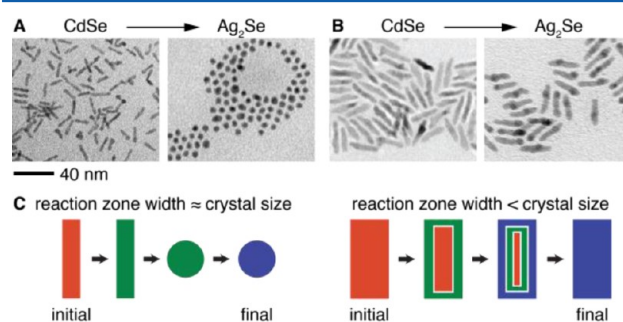 A CdSe Ag₂Se
B CdSe Ag₂Se
40 nm
C reaction zone width ≈ crystal size
initial final
reaction zone width < crystal size
initial final